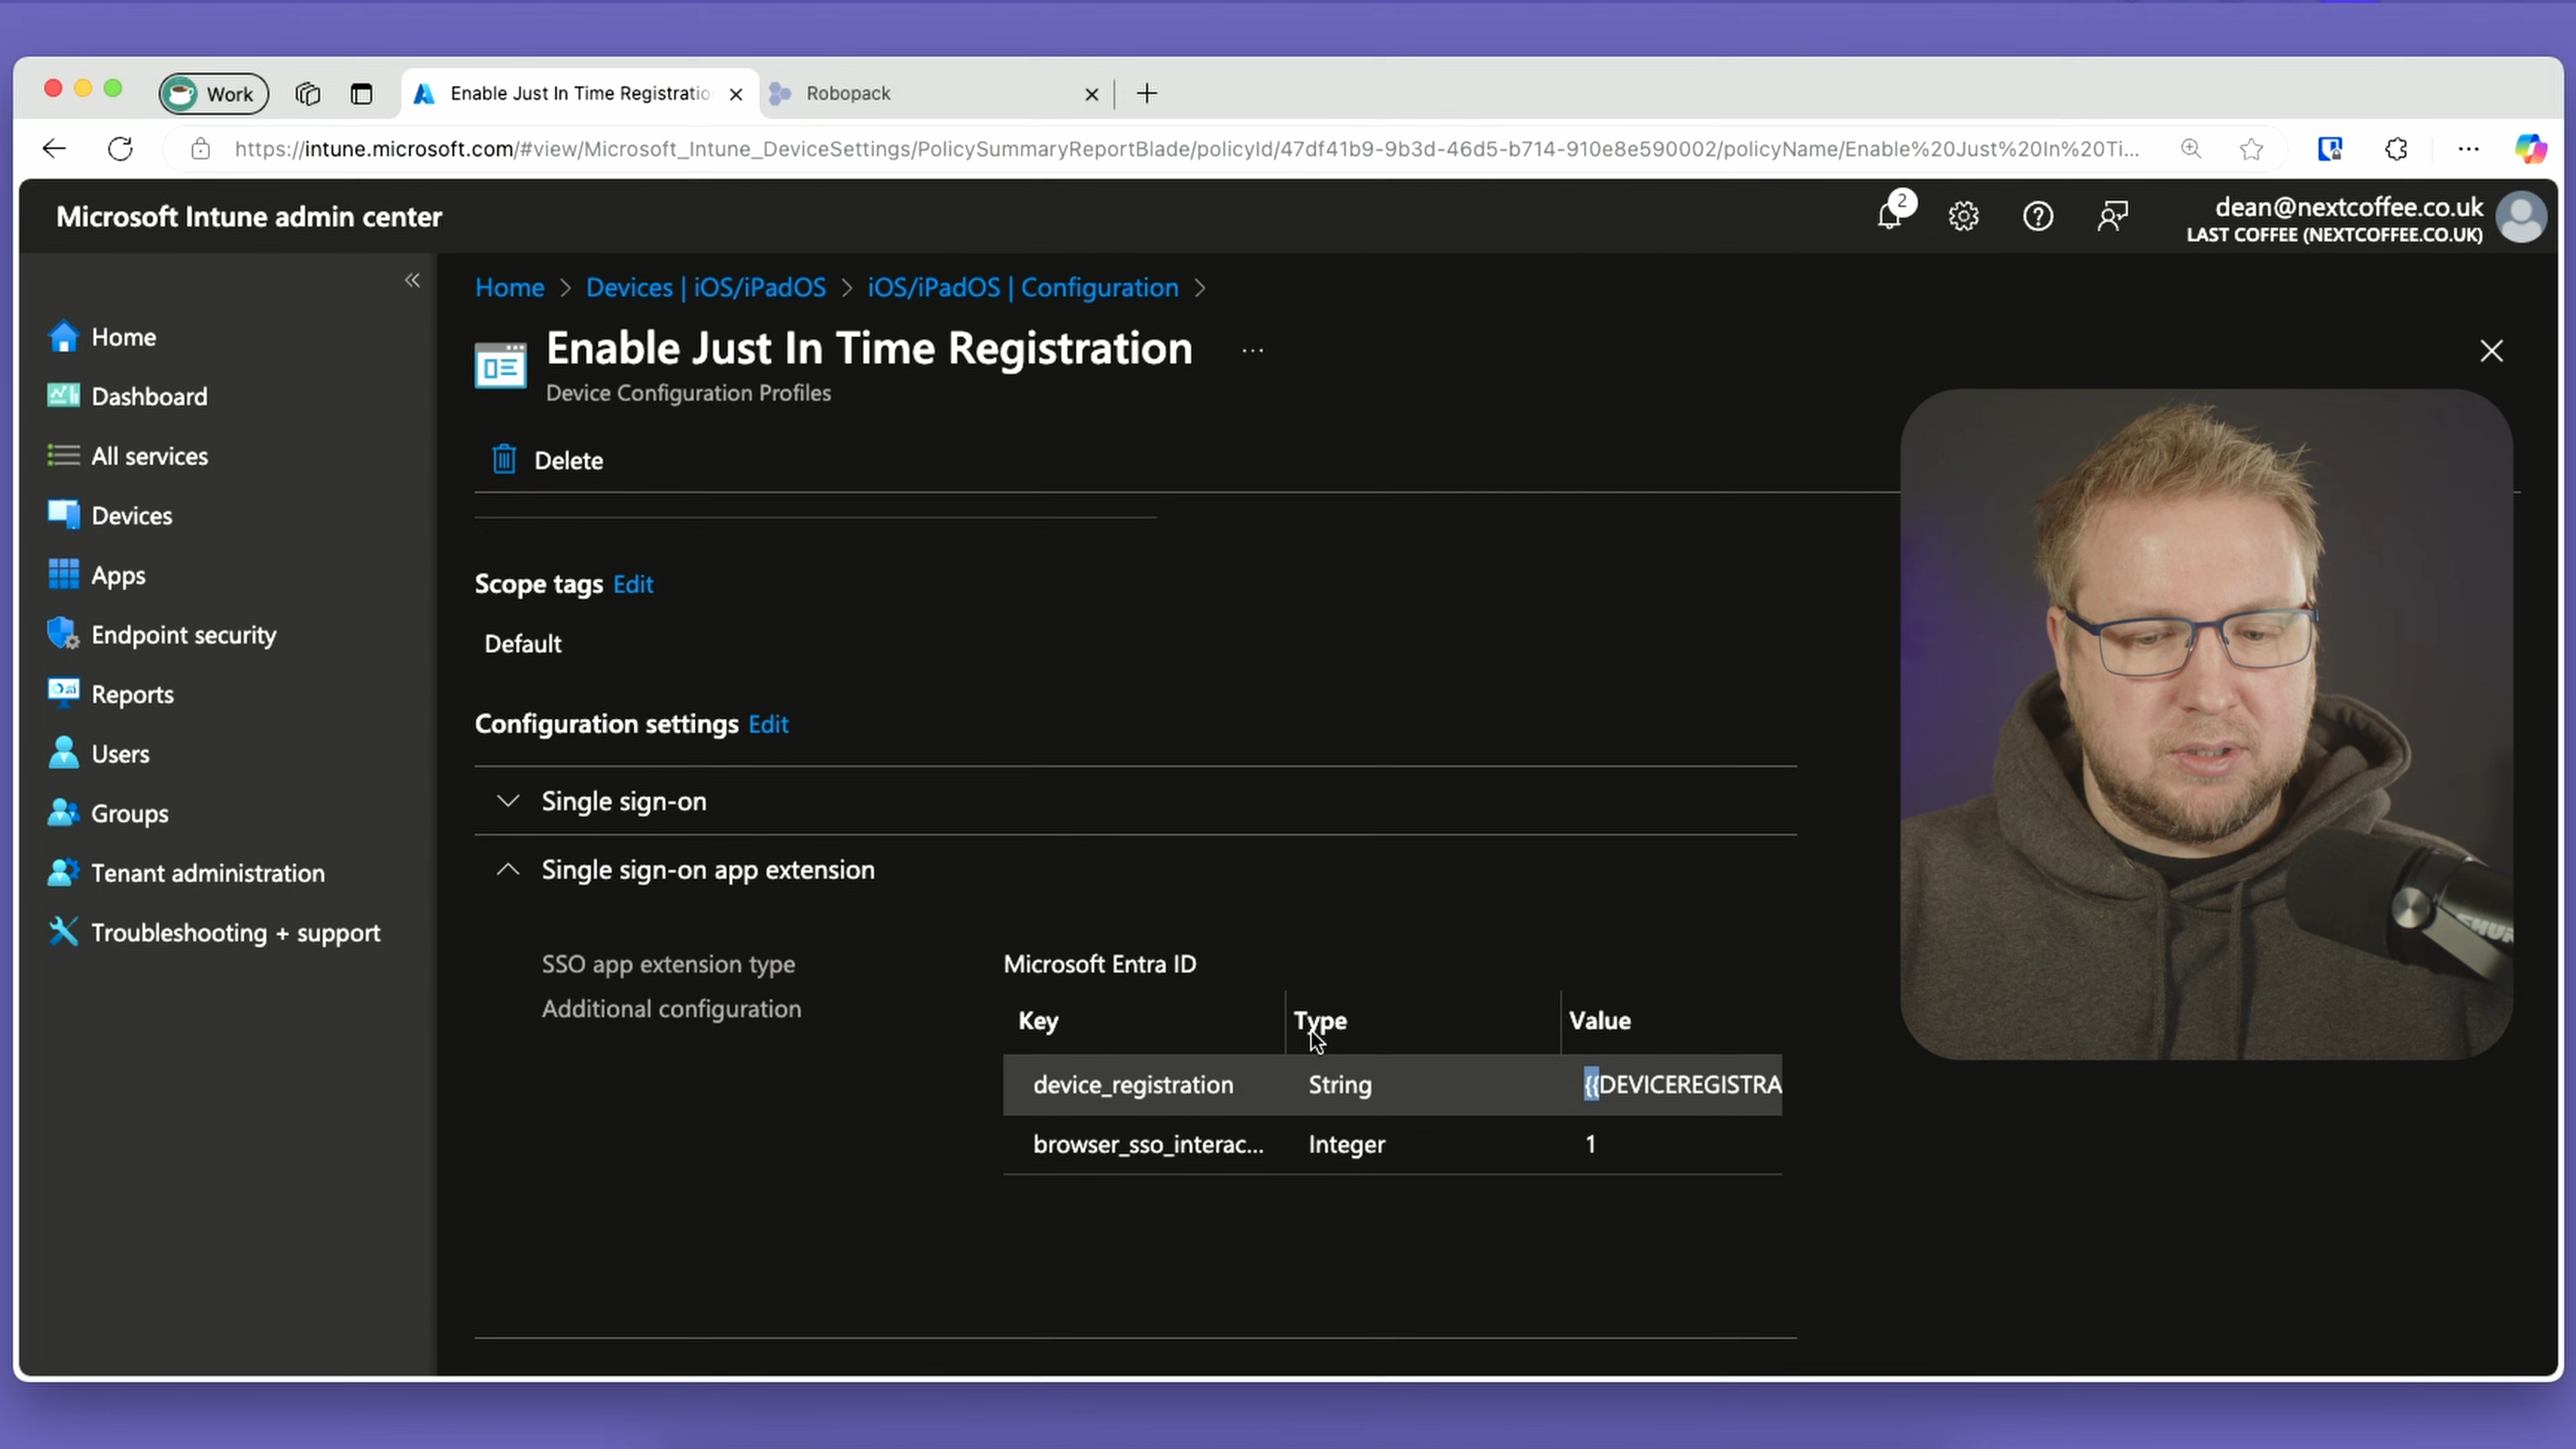 Work
Enable Just In Time Registratio
Robopack
https://intune.microsoft.com/#view/Microsoft_Intune_DeviceSettings/PolicySummaryReportBlade/policyId/47df41b9-9b3d-46d5-b714-910e8e590002/policyName/Enable%20Just%20In%20Ti...
Microsoft Intune admin center
2
dean@nextcoffee.co.uk
LAST COFFEE (NEXTCOFFEE.CO.UK)
Home > Devices | iOS/iPadOS > iOS/iPadOS | Configuration >
Enable Just In Time Registration ...
Device Configuration Profiles
Delete
Home
Dashboard
All services
Devices
Apps
Endpoint security
Reports
Users
Groups
Tenant administration
Troubleshooting + support
Scope tags Edit
Default
Configuration settings Edit
Single sign-on
Single sign-on app extension
SSO app extension type
Microsoft Entra ID
Additional configuration
Key Type Value
device_registration String {{DEVICEREGISTRA
browser_sso_interac... Integer 1
SHUR